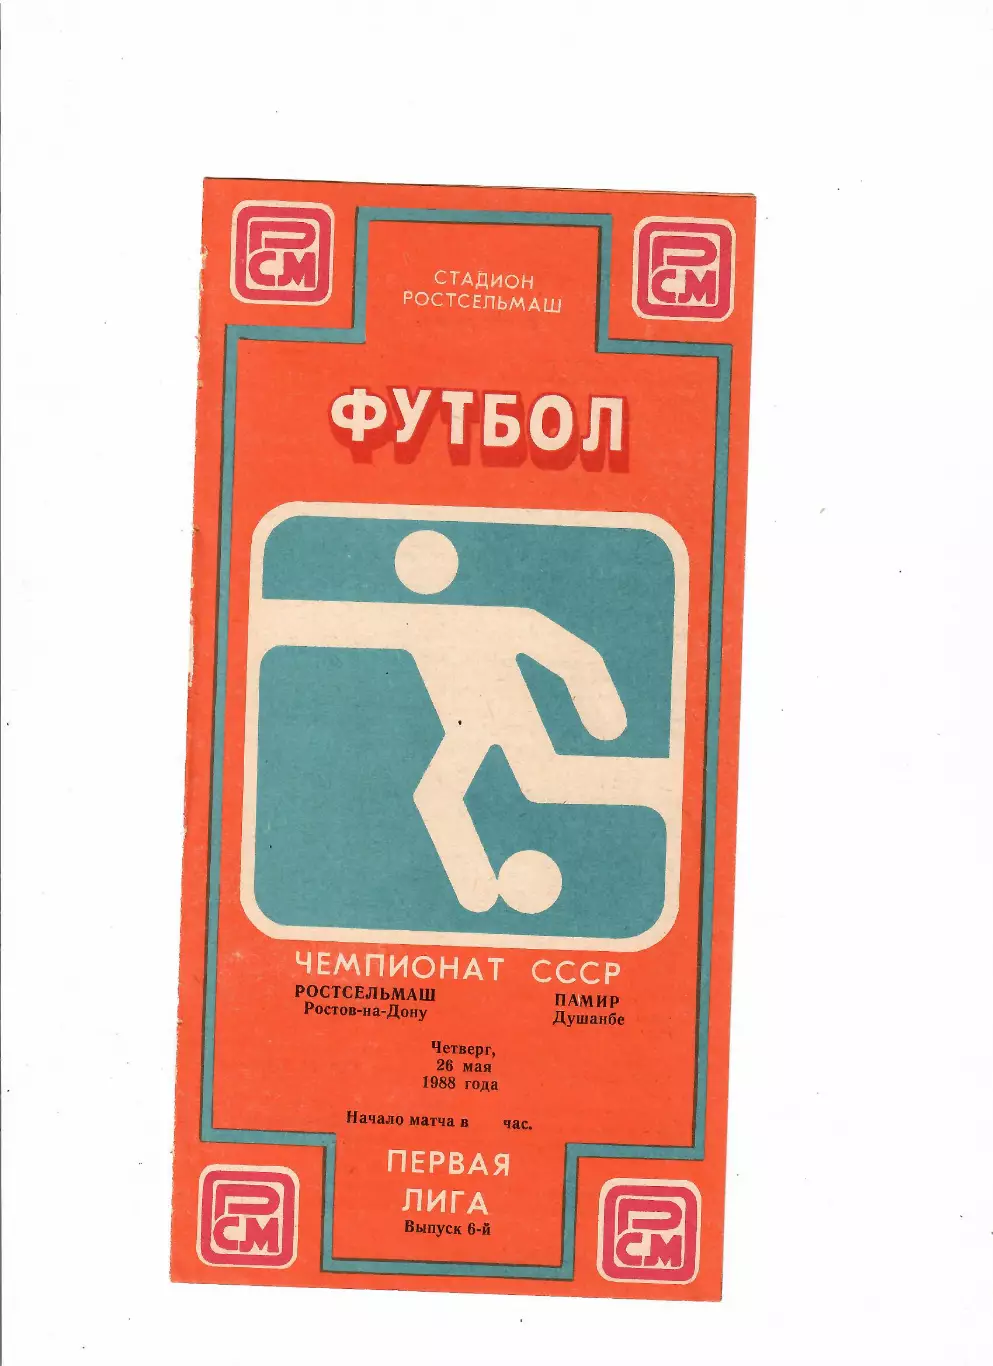 РСМ
РСМ
СТАДИОН
РОСТСЕЛЬМАШ
ФУТБОЛ
ЧЕМПИОНАТ СССР
РОСТСЕЛЬМАШ ПАМИР
Ростов-на-Дону Душанбе
Четверг,
26 мая
1988 года
Начало матча в час.
ПЕРВАЯ
ЛИГА
Выпуск 6-й
РСМ
РСМ